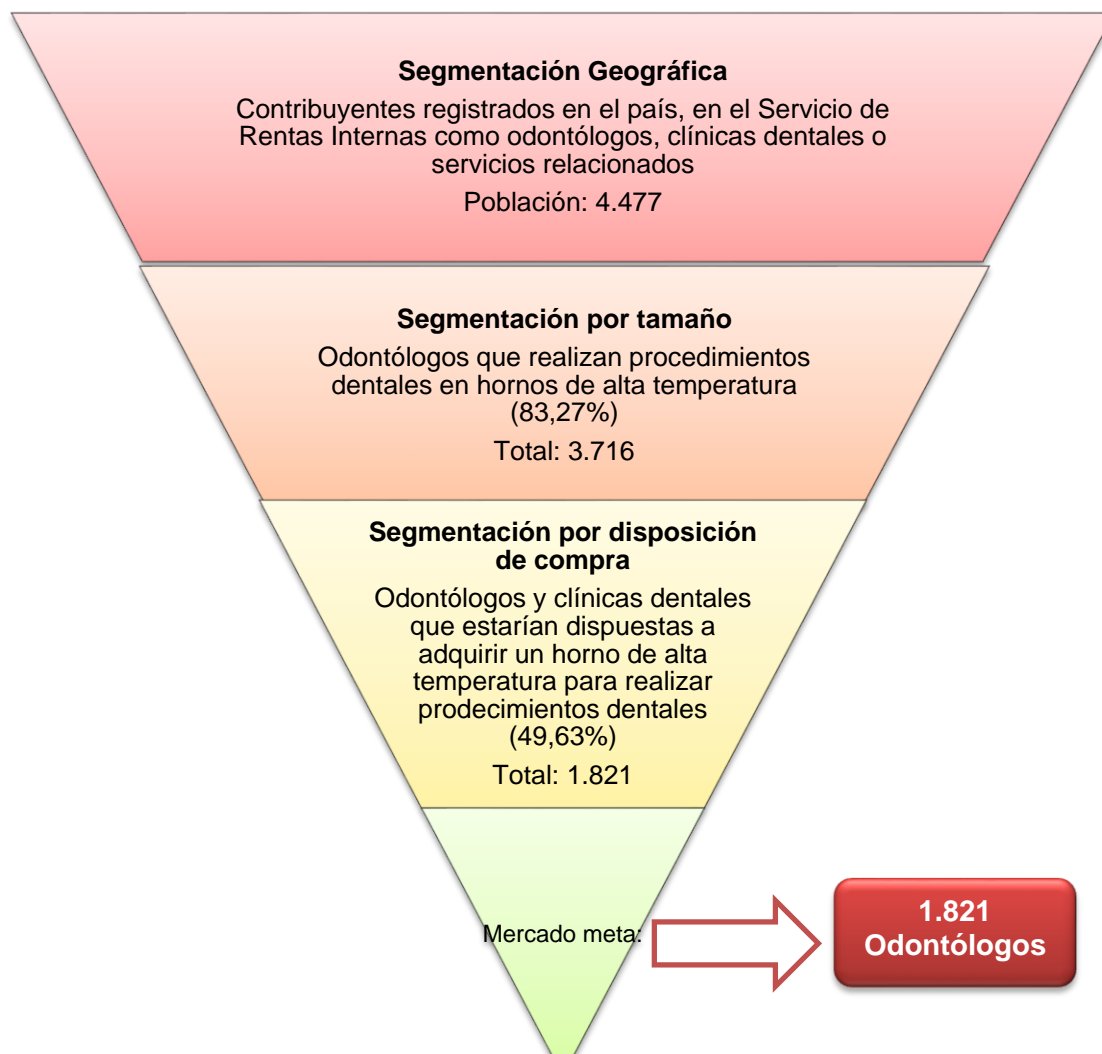 Segmentación Geográfica
Contribuyentes registrados en el país, en el Servicio de
Rentas Internas como odontólogos, clínicas dentales o
servicios relacionados
Población: 4.477
Segmentación por tamaño
Odontólogos que realizan procedimientos
dentales en hornos de alta temperatura
(83,27%)
Total: 3.716
Segmentación por disposición
de compra
Odontólogos y clínicas dentales
que estarían dispuestas a
adquirir un horno de alta
temperatura para realizar
prodecimientos dentales
(49,63%)
Total: 1.821
Mercado meta:
1.821
Odontólogos